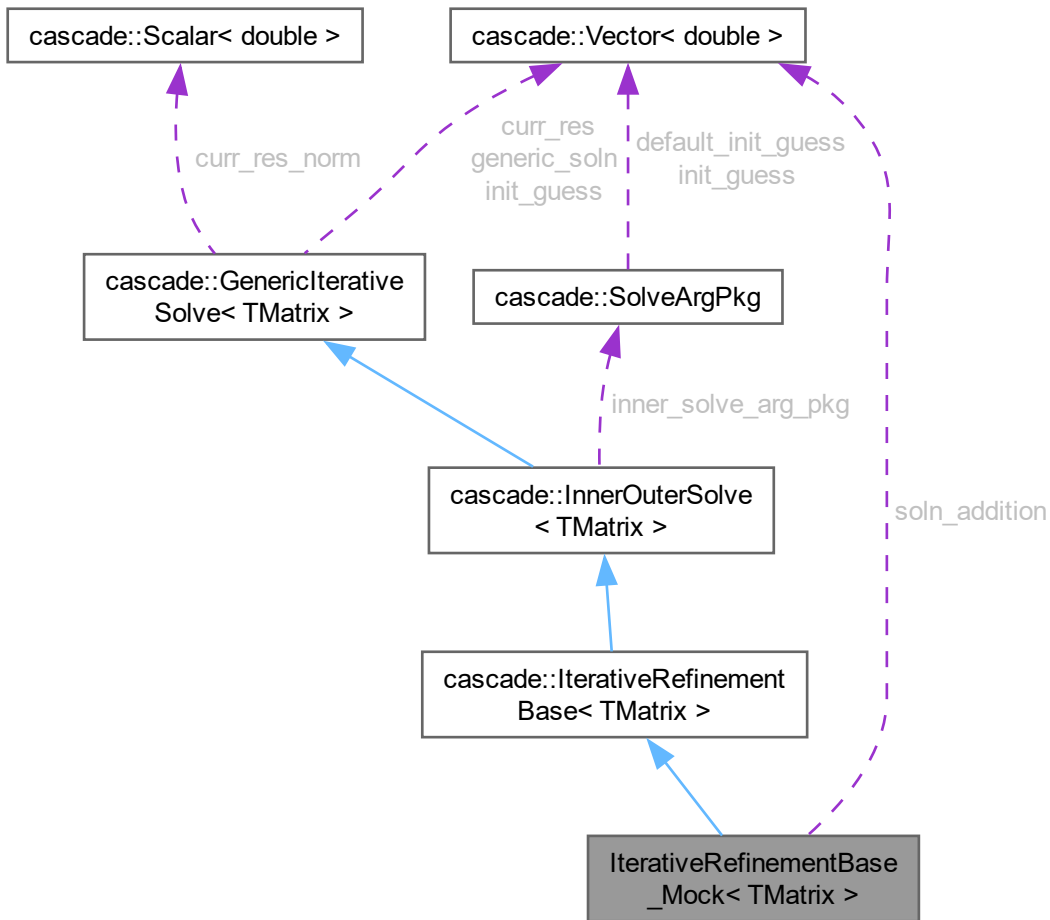 cascade::Scalar< double >
cascade::Vector< double >
curr_res_norm
curr_res
generic_soln
init_guess
default_init_guess
init_guess
cascade::GenericIterative
Solve< TMatrix >
cascade::SolveArgPkg
inner_solve_arg_pkg
cascade::InnerOuterSolve
< TMatrix >
soln_addition
cascade::IterativeRefinement
Base< TMatrix >
IterativeRefinementBase
_Mock< TMatrix >